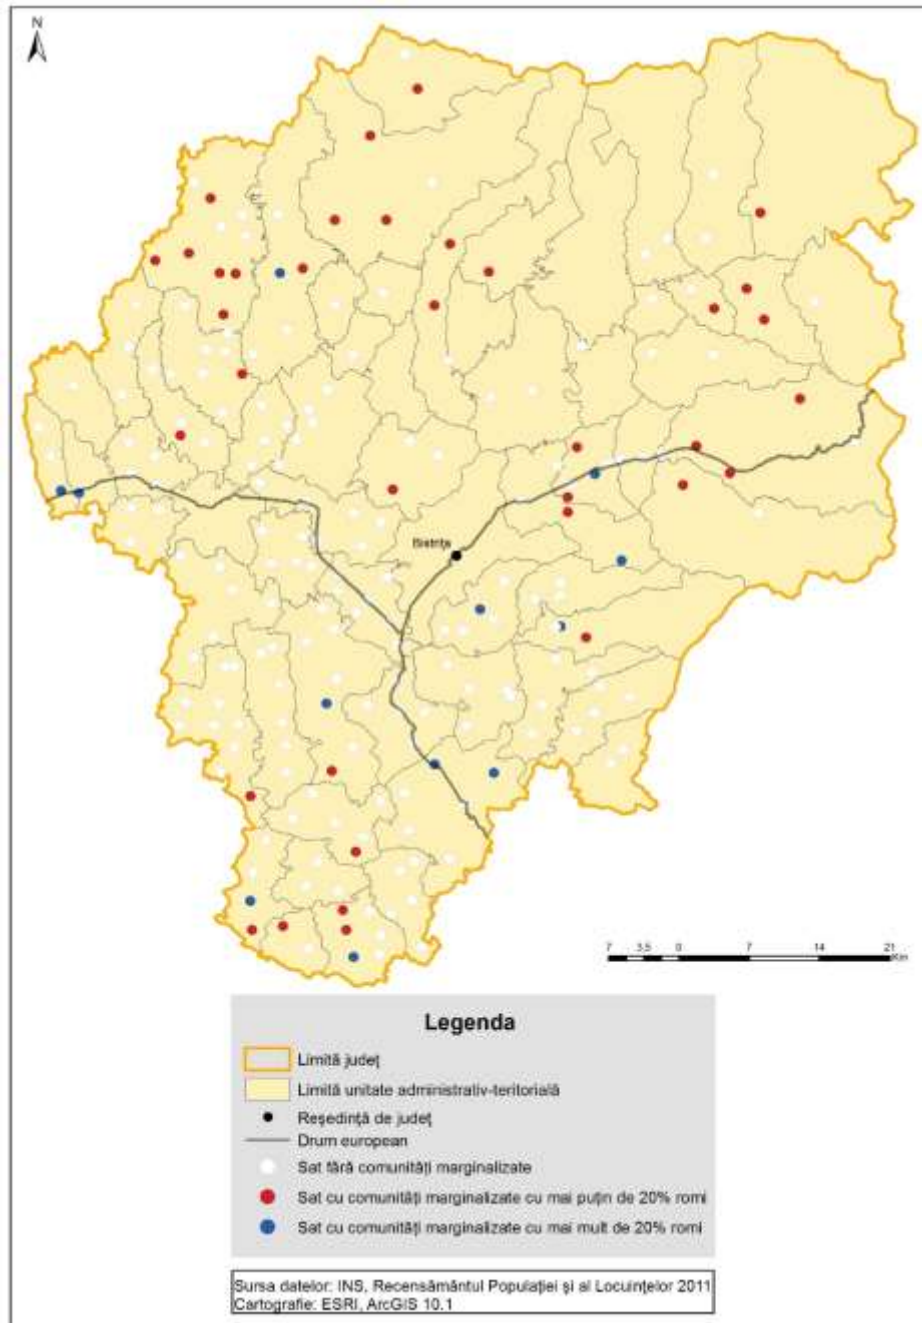 N
Bistrița
7 3,5 0 7 14 21
Km
Legenda
Limită județ
Limită unitate administrativ-teritorială
Reședință de județ
Drum european
Sat fără comunități marginalizate
Sat cu comunități marginalizate cu mai puțin de 20% romi
Sat cu comunități marginalizate cu mai mult de 20% romi
Sursa datelor: INS, Recensământul Populației și al Locuințelor 2011
Cartografie: ESRI, ArcGIS 10.1